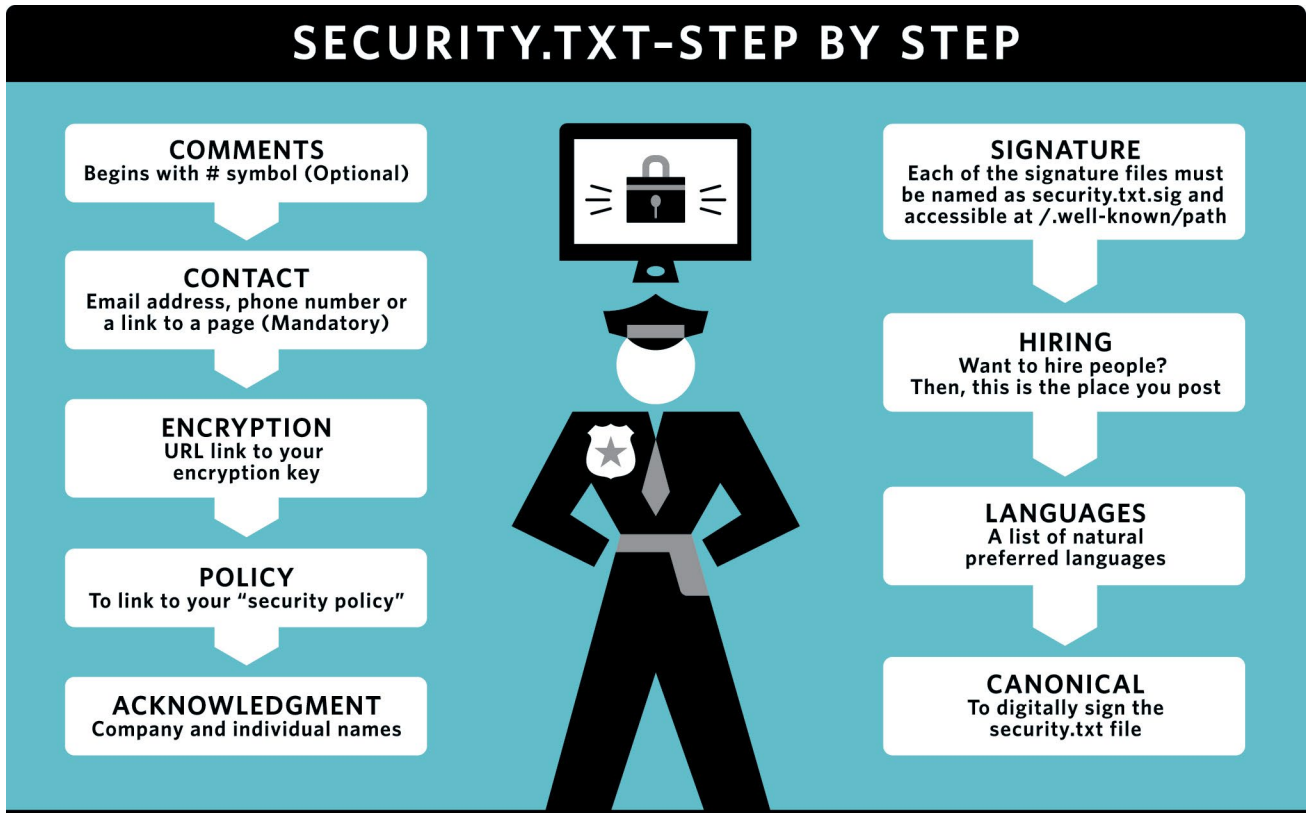 SECURITY.TXT–STEP BY STEP
COMMENTS
Begins with # symbol (Optional)
CONTACT
Email address, phone number or
a link to a page (Mandatory)
ENCRYPTION
URL link to your
encryption key
POLICY
To link to your “security policy”
ACKNOWLEDGMENT
Company and individual names
SIGNATURE
Each of the signature files must
be named as security.txt.sig and
accessible at /.well-known/path
HIRING
Want to hire people?
Then, this is the place you post
LANGUAGES
A list of natural
preferred languages
CANONICAL
To digitally sign the
security.txt file